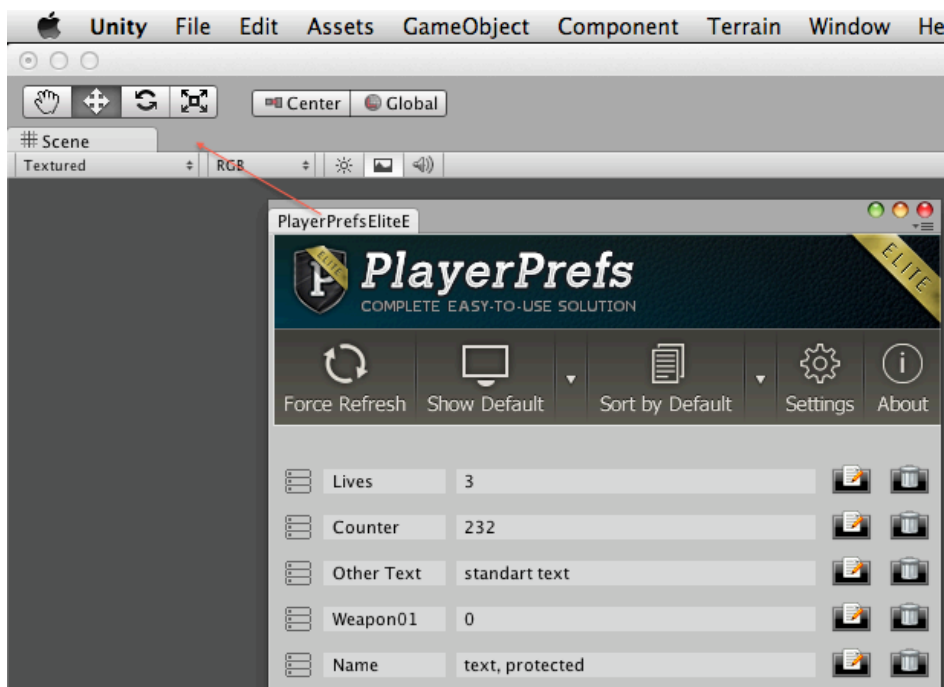 Unity File Edit Assets GameObject Component Terrain Window He
Center Global
Scene
Textured RGB
PlayerPrefsEliteE
PlayerPrefs
COMPLETE EASY-TO-USE SOLUTION
ELITE
ELITE
Force Refresh Show Default Sort by Default Settings About
Lives 3
Counter 232
Other Text standart text
Weapon01 0
Name text, protected